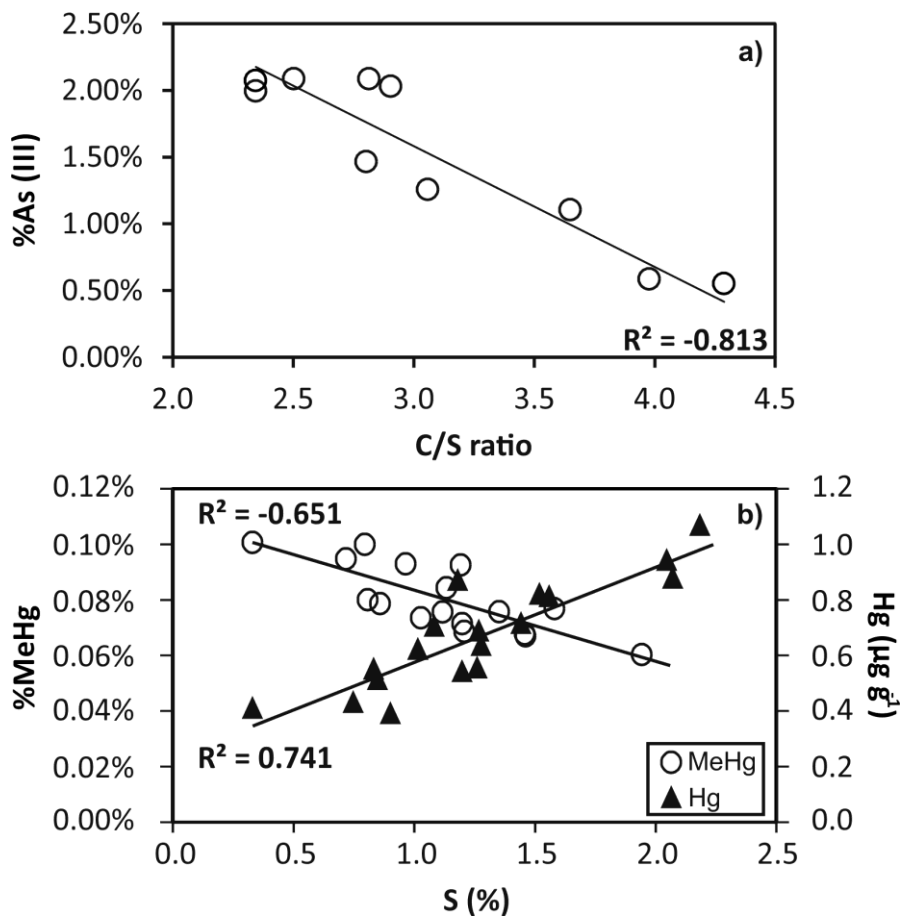 2.50%
a)
2.00%
1.50%
1.00%
0.50%
0.00%
%As (III)
R² = -0.813
2.0 2.5 3.0 3.5 4.0 4.5
C/S ratio
0.12%
0.10%
0.08%
0.06%
0.04%
0.02%
0.00%
%MeHg
R² = -0.651
b)
R² = 0.741
MeHg
Hg
1.2
1.0
0.8
0.6
0.4
0.2
0.0
Hg (µg g⁻¹)
0.0 0.5 1.0 1.5 2.0 2.5
S (%)